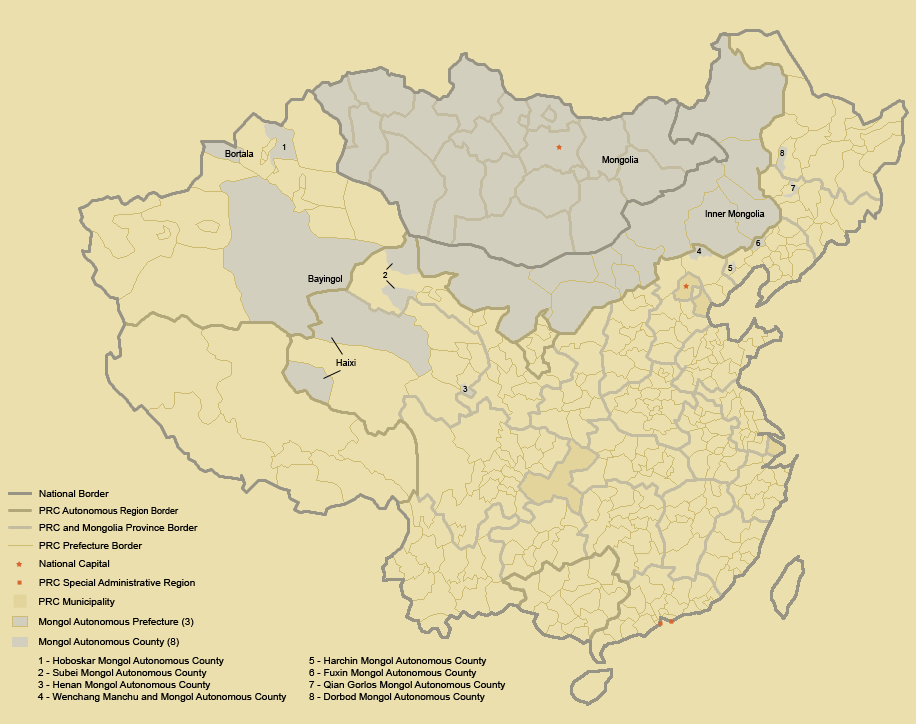 8
Bortala
1
Mongolia
7
Inner Mongolia
6
4
5
2
Bayingol
Haixi
3
National Border
PRC Autonomous Region Border
PRC and Mongolia Province Border
PRC Prefecture Border
National Capital
PRC Special Administrative Region
PRC Municipality
Mongol Autonomous Prefecture (3)
Mongol Autonomous County (8)
1 - Hoboskar Mongol Autonomous County
2 - Subei Mongol Autonomous County
3 - Henan Mongol Autonomous County
4 - Wenchang Manchu and Mongol Autonomous County
5 - Harchin Mongol Autonomous County
6 - Fuxin Mongol Autonomous County
7 - Qian Gorlos Mongol Autonomous County
8 - Dorbod Mongol Autonomous County